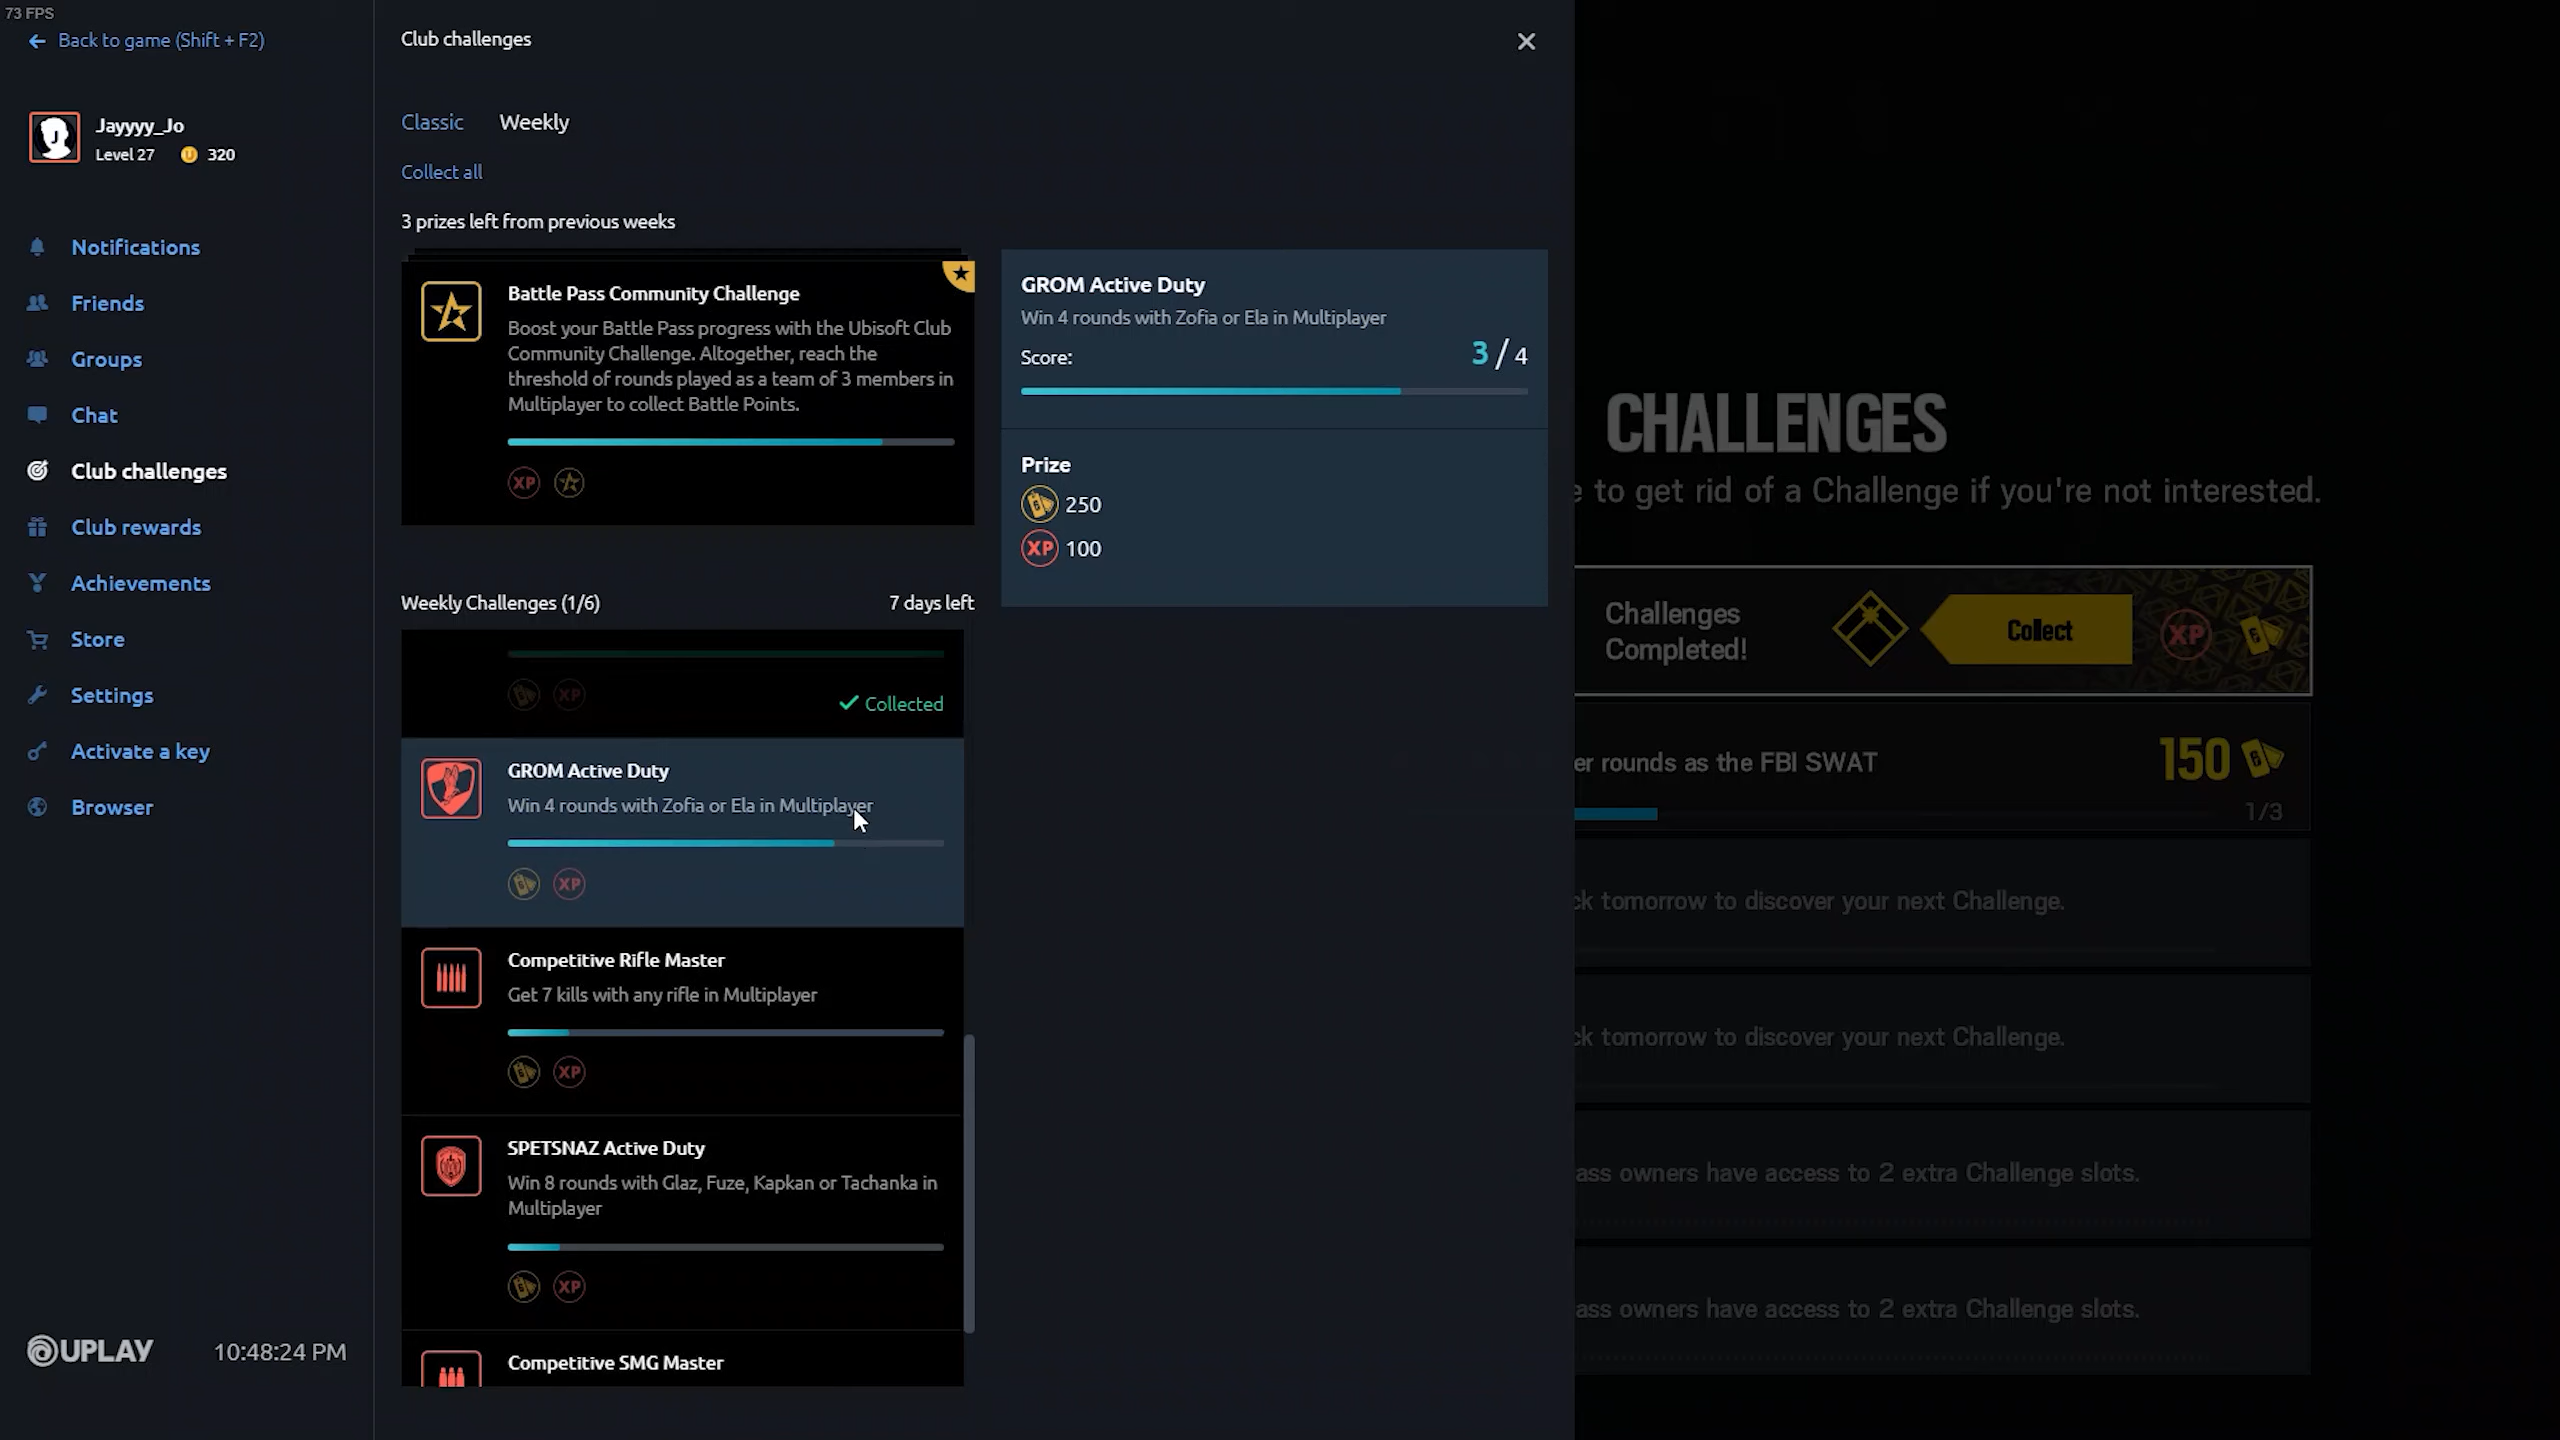 73 FPS
Back to game (Shift + F2)
Jayyyy_Jo
Level 27 320
Notifications
Friends
Groups
Chat
Club challenges
Club rewards
Achievements
Store
Settings
Activate a key
Browser
UPLAY 10:48:24 PM
Club challenges
Classic Weekly
Collect all
3 prizes left from previous weeks
Battle Pass Community Challenge
Boost your Battle Pass progress with the Ubisoft Club
Community Challenge. Altogether, reach the
threshold of rounds played as a team of 3 members in
Multiplayer to collect Battle Points.
XP
Weekly Challenges (1/6) 7 days left
XP
Collected
GROM Active Duty
Win 4 rounds with Zofia or Ela in Multiplayer
XP
Competitive Rifle Master
Get 7 kills with any rifle in Multiplayer
XP
SPETSNAZ Active Duty
Win 8 rounds with Glaz, Fuze, Kapkan or Tachanka in
Multiplayer
XP
Competitive SMG Master
GROM Active Duty
Win 4 rounds with Zofia or Ela in Multiplayer
Score: 3 / 4
Prize
250
XP 100
CHALLENGES
e to get rid of a Challenge if you're not interested.
Challenges
Completed!
Collect
XP
er rounds as the FBI SWAT
150
1/3
ck tomorrow to discover your next Challenge.
ck tomorrow to discover your next Challenge.
ass owners have access to 2 extra Challenge slots.
ass owners have access to 2 extra Challenge slots.